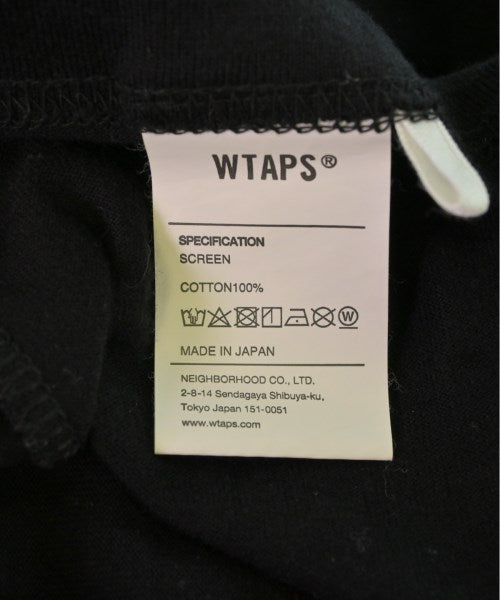 WTAPS®
SPECIFICATION
SCREEN
COTTON100%
W
MADE IN JAPAN
NEIGHBORHOOD CO., LTD.
2-8-14 Sendagaya Shibuya-ku,
Tokyo Japan 151-0051
www.wtaps.com